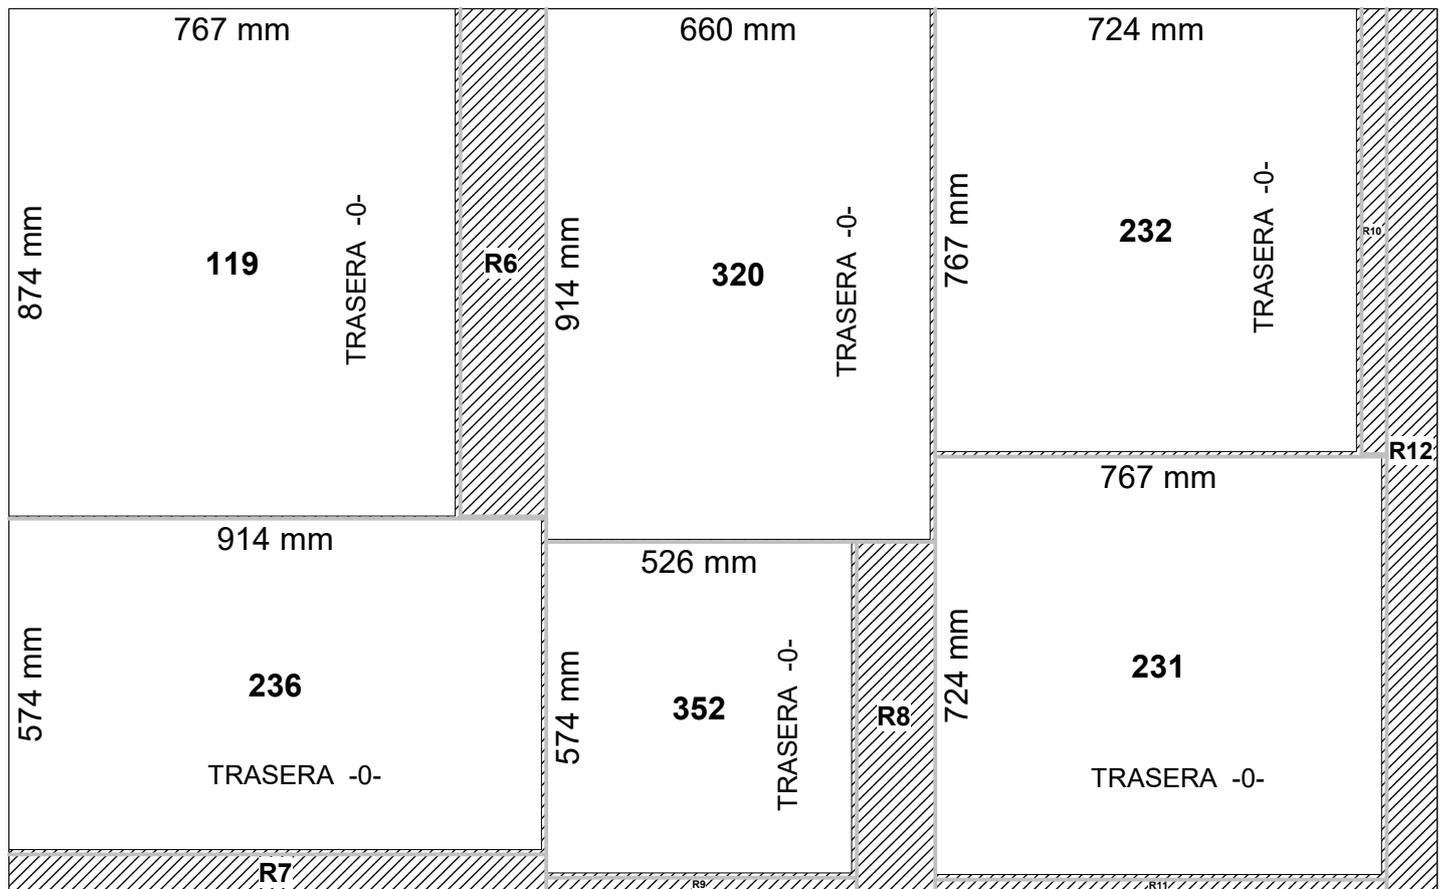 767 mm
660 mm
724 mm
874 mm
119
TRASERA -0-
R6
914 mm
320
TRASERA -0-
767 mm
232
TRASERA -0-
R10
R12
914 mm
574 mm
236
TRASERA -0-
R7
526 mm
574 mm
352
TRASERA -0-
R8
R9
767 mm
724 mm
231
TRASERA -0-
R11